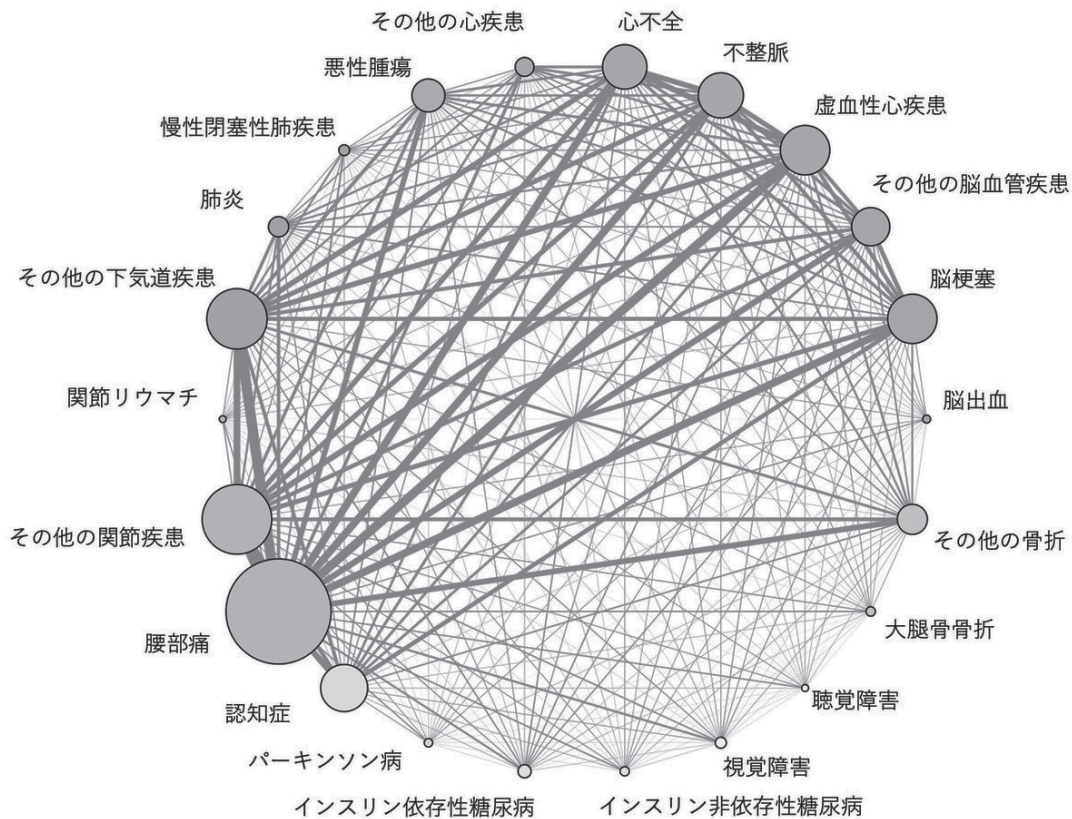 その他の心疾患
心不全
不整脈
悪性腫瘍
虚血性心疾患
慢性閉塞性肺疾患
その他の脳血管疾患
肺炎
その他の下気道疾患
脳梗塞
関節リウマチ
脳出血
その他の関節疾患
その他の骨折
腰部痛
大腿骨骨折
認知症
聴覚障害
パーキンソン病
視覚障害
インスリン依存性糖尿病
インスリン非依存性糖尿病